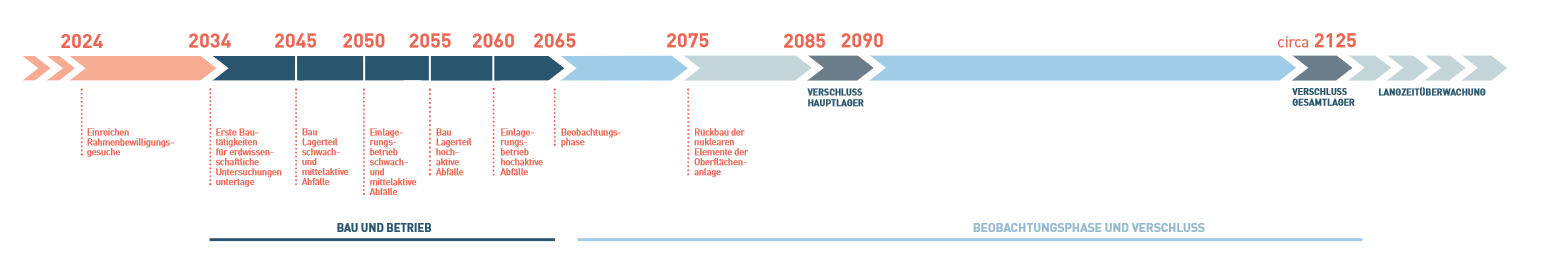 2024
2034
2045
2050
2055
2060
2065
2075
2085
2090
circa 2125
VERSCHLUSS
HAUPTLAGER
VERSCHLUSS
GESAMTLAGER
LANGZEITÜBERWACHUNG
Einreichen
Rahmenbewilligungs-
gesuche
Erste Bau-
tätigkeiten
für erdwissen-
schaftliche
Untersuchungen
untertage
Bau
Lagerteil
schwach-
und
mittelaktive
Abfälle
Einlage-
rungs-
betrieb
schwach-
und
mittelaktive
Abfälle
Bau
Lagerteil
hoch-
aktive
Abfälle
Einlage-
rungs-
betrieb
hochaktive
Abfälle
Beobachtungs-
phase
Rückbau der
nuklearen
Elemente der
Oberflächen-
anlage
BAU UND BETRIEB
BEOBACHTUNGSPHASE UND VERSCHLUSS